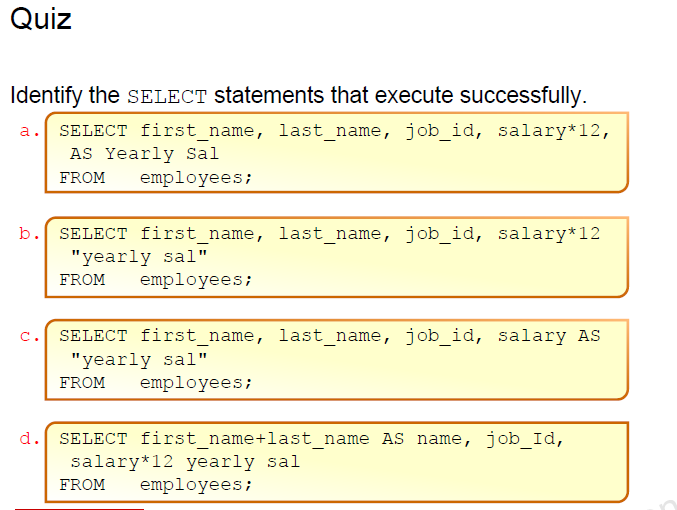 Quiz
Identify the SELECT statements that execute successfully.
a. SELECT first_name, last_name, job_id, salary*12,
AS Yearly Sal
FROM employees;
b. SELECT first_name, last_name, job_id, salary*12
"yearly sal"
FROM employees;
c. SELECT first_name, last_name, job_id, salary AS
"yearly sal"
FROM employees;
d. SELECT first_name+last_name AS name, job_Id,
salary*12 yearly sal
FROM employees;